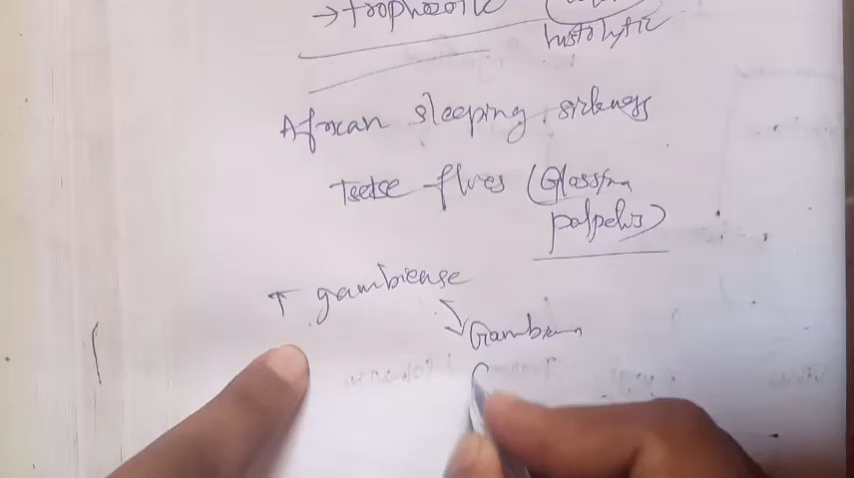 → trophozoite
histolytic
African sleeping sickness
Tsetse flies (Glossina
palpalis)
T gambiense
Gambian